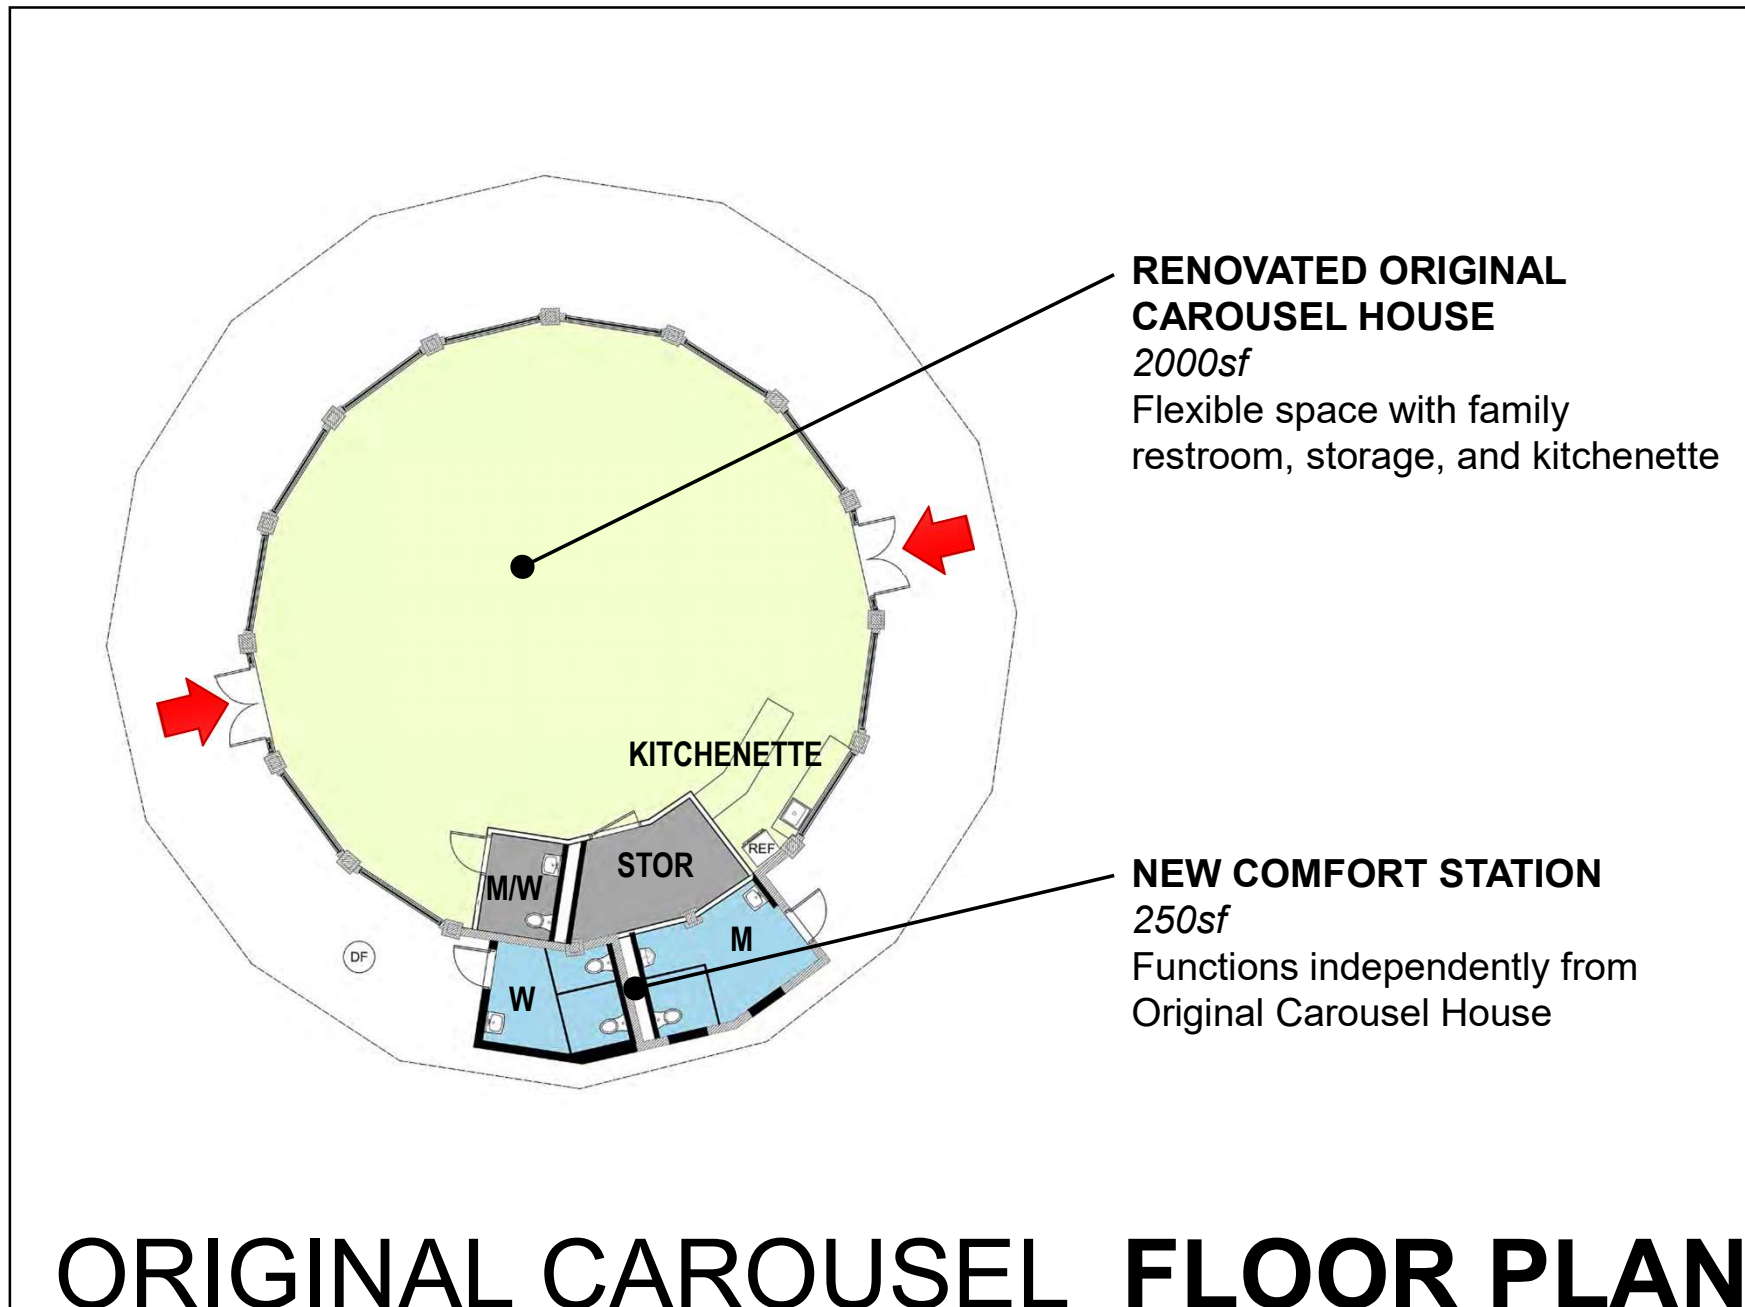 RENOVATED ORIGINAL
CAROUSEL HOUSE
2000sf
Flexible space with family
restroom, storage, and kitchenette
KITCHENETTE
REF
STOR
M/W
M
W
DF
NEW COMFORT STATION
250sf
Functions independently from
Original Carousel House
ORIGINAL CAROUSEL FLOOR PLAN